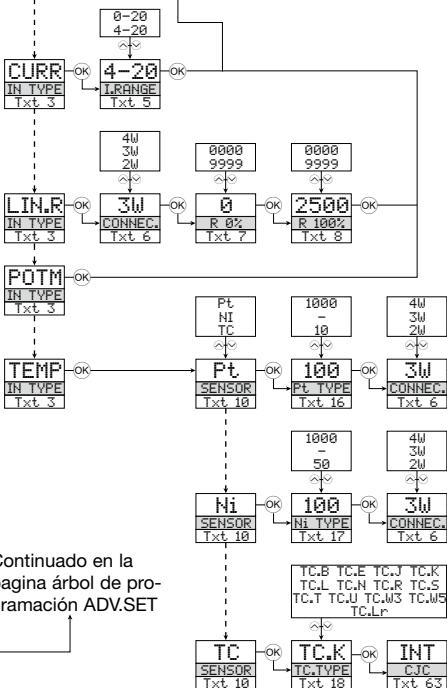 0-20
4-20
CURR OK 4-20 OK
IN TYPE I.RANGE
Txt 3 Txt 5
4W 0000 0000
3W 9999 9999
2W
LIN.R OK 3W OK 0 OK 2500 OK
IN TYPE CONNEC. R 0% R 100%
Txt 3 Txt 6 Txt 7 Txt 8
POTM OK
IN TYPE
Txt 3
Pt 1000 4W
NI - 3W
TC 10 2W
TEMP OK Pt OK 100 OK 3W
IN TYPE SENSOR Pt TYPE CONNEC.
Txt 3 Txt 10 Txt 16 Txt 6
1000 4W
- 3W
50 2W
Ni OK 100 OK 3W
SENSOR Ni TYPE CONNEC.
Txt 10 Txt 17 Txt 6
Continuado en la
pagina árbol de pro-
ramación ADV.SET
TC.B TC.E TC.J TC.K
TC.L TC.N TC.R TC.S
TC.T TC.U TC.W3 TC.W5
TC.Lr
TC OK TC.K OK INT
SENSOR TC.TYPE CJC
Txt 10 Txt 18 Txt 63